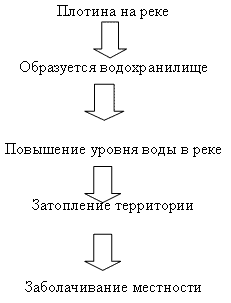 Плотина на реке
Образуется водохранилище
Повышение уровня воды в реке
Затопление территории
Заболачивание местности